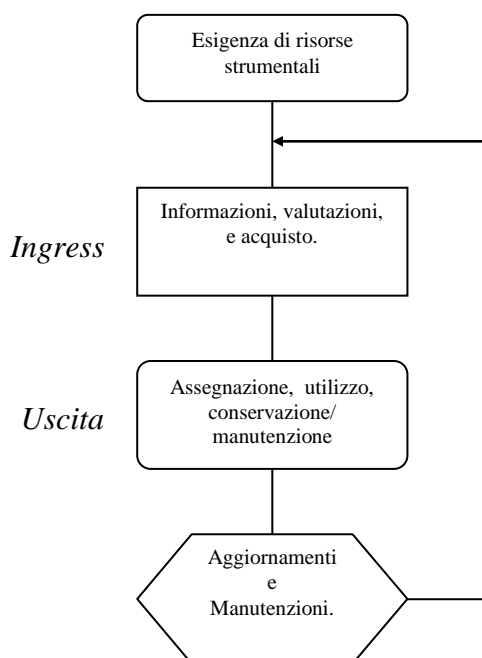 Esigenza di risorse
strumentali
Informazioni, valutazioni,
e acquisto.
Ingress
Assegnazione, utilizzo,
conservazione/
manutenzione
Uscita
Aggiornamenti
e
Manutenzioni.